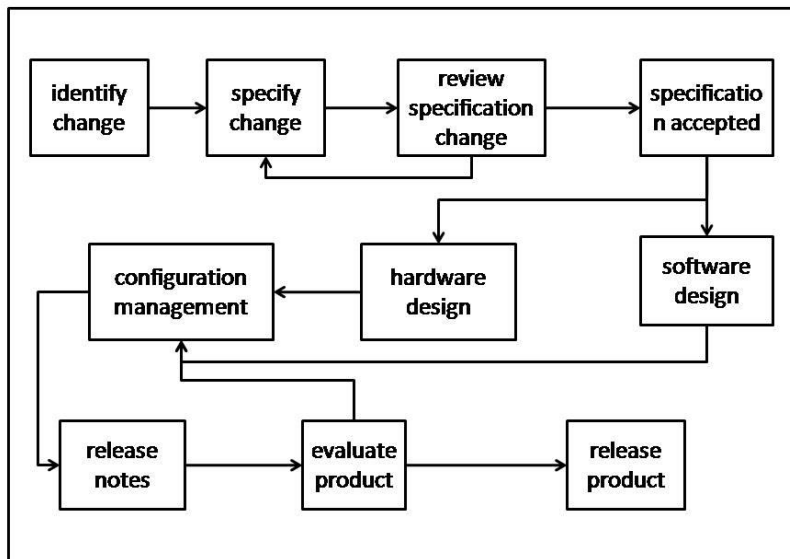 identify
change
specify
change
review
specification
change
specificatio
n accepted
configuration
management
hardware
design
software
design
release
notes
evaluate
product
release
product